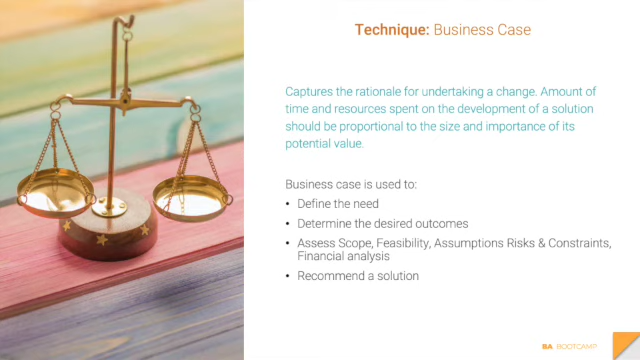 Technique: Business Case
Captures the rationale for undertaking a change. Amount of
time and resources spent on the development of a solution
should be proportional to the size and importance of its
potential value.
Business case is used to:
• Define the need
• Determine the desired outcomes
• Assess Scope, Feasibility, Assumptions Risks & Constraints,
Financial analysis
• Recommend a solution
BA BOOTCAMP